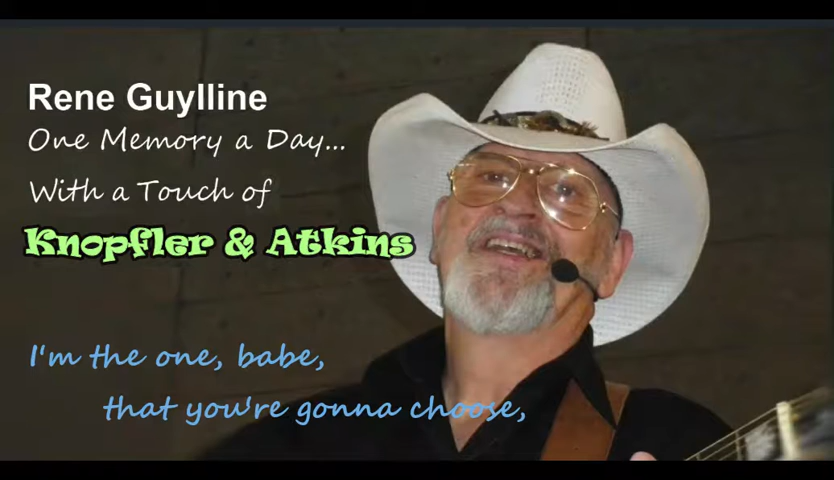 Rene Guylline
One Memory a Day...
With a Touch of
Knopfler & Atkins
I'm the one, babe,
that you're gonna choose,